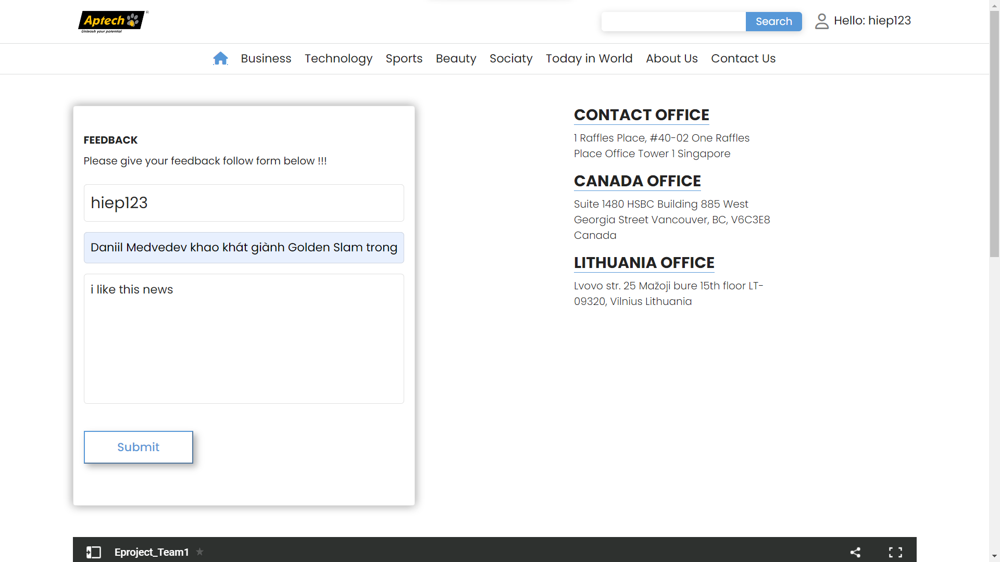 Aptech
®
Unleash your potential
Search
Hello: hiep123
Business Technology Sports Beauty Sociaty Today in World About Us Contact Us
FEEDBACK
Please give your feedback follow form below !!!
hiep123
Daniil Medvedev khao khát giành Golden Slam trong
i like this news
Submit
CONTACT OFFICE
1 Raffles Place, #40-02 One Raffles
Place Office Tower 1 Singapore
CANADA OFFICE
Suite 1480 HSBC Building 885 West
Georgia Street Vancouver, BC, V6C3E8
Canada
LITHUANIA OFFICE
Lvovo str. 25 Mažoji bure 15th floor LT-
09320, Vilnius Lithuania
Eproject_Team1